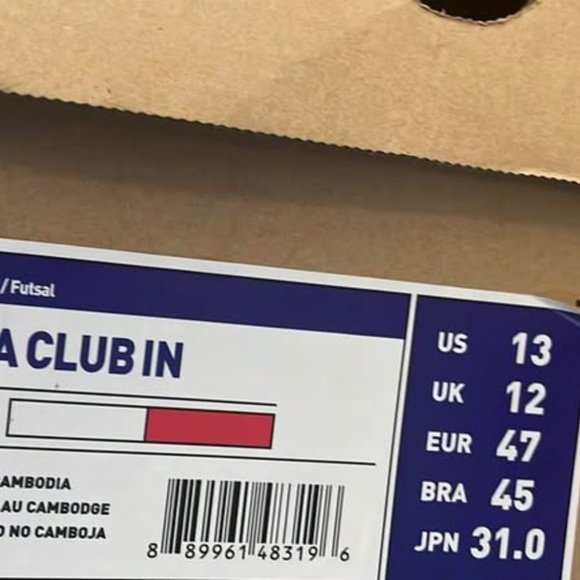 / Futsal
A CLUB IN
AMBODIA
AU CAMBODGE
NO CAMBOJA
8 89961 48319 6
US 13
UK 12
EUR 47
BRA 45
JPN 31.0